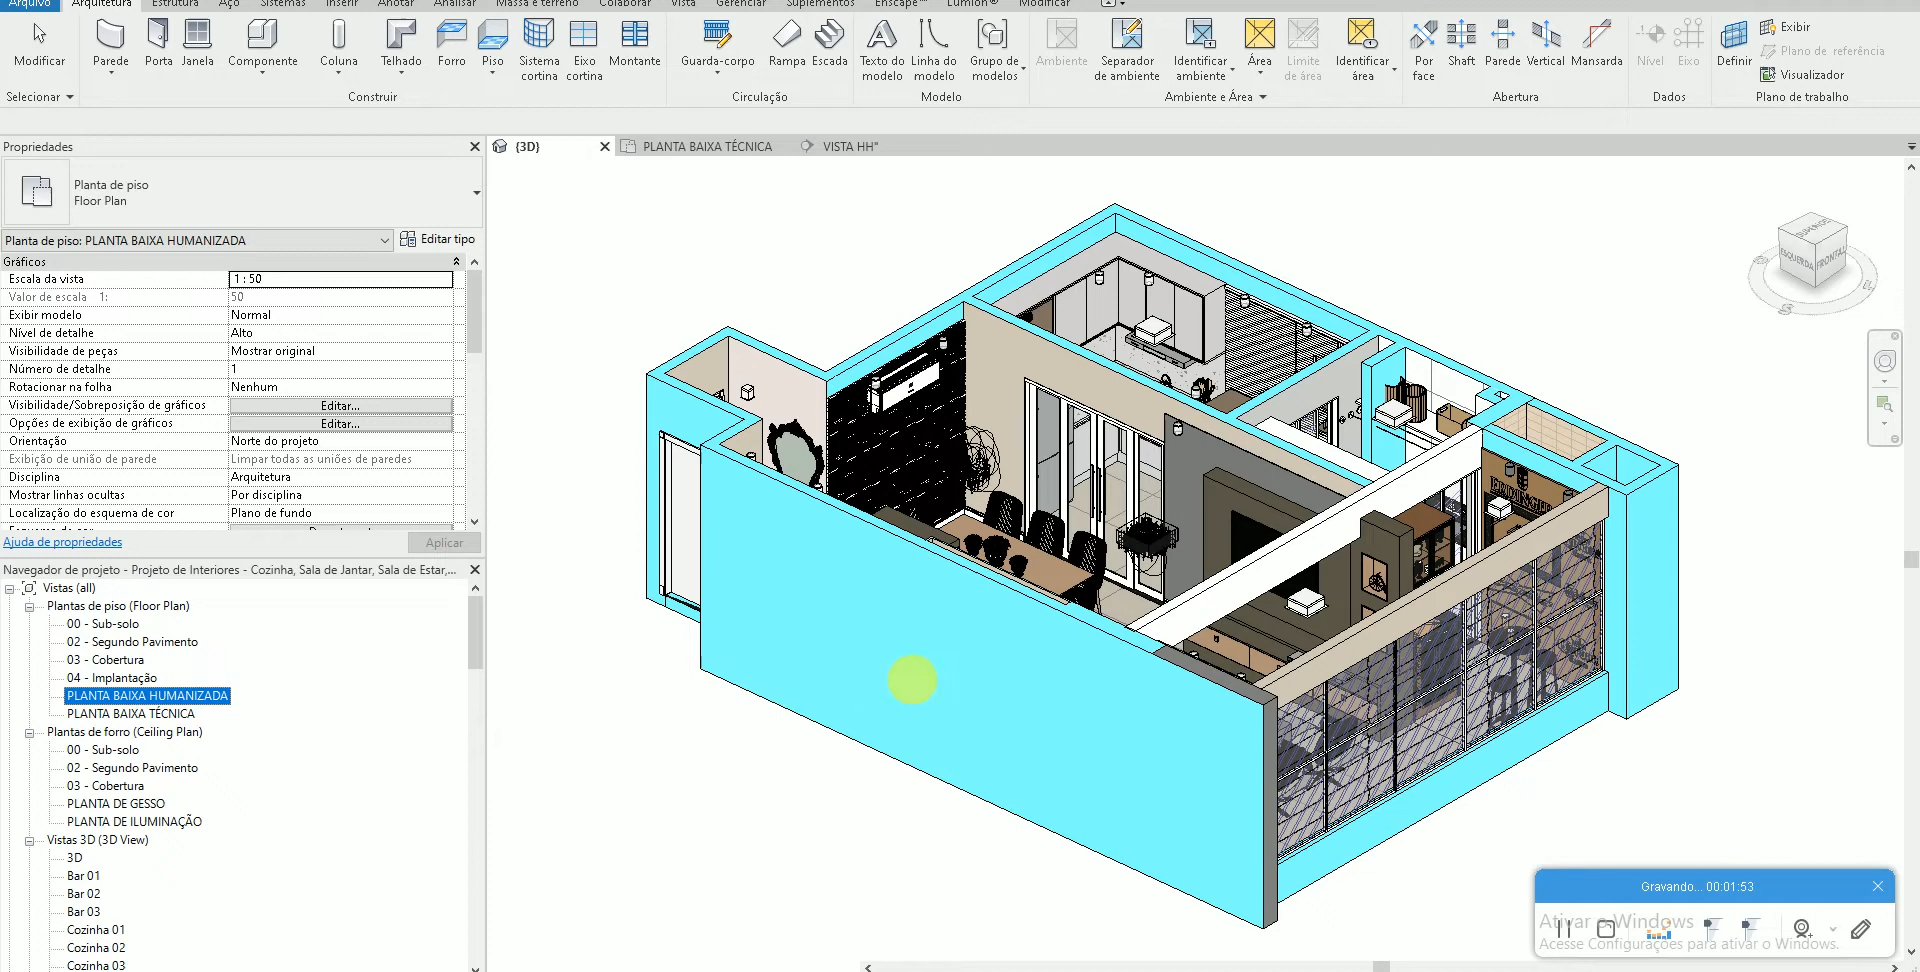 Arquivo Arquitetura Estrutura Aço Sistemas Inserir Anotar Analisar Massa e terreno Colaborar Vista Gerenciar Suplementos Enscape™ Lumion® Modificar
Modificar
Selecionar
Parede
Porta
Janela
Componente
Coluna
Telhado
Forro
Piso
Sistema cortina
Eixo cortina
Montante
Construir
Guarda-corpo
Rampa
Escada
Circulação
Texto do modelo
Linha do modelo
Grupo de modelos
Modelo
Ambiente
Separador de ambiente
Identificar ambiente
Área
Limite de área
Identificar área
Ambiente e Área
Por face
Shaft
Parede
Vertical
Mansarda
Abertura
Nível
Eixo
Dados
Definir
Exibir
Plano de referência
Visualizador
Plano de trabalho
Propriedades
Planta de piso
Floor Plan
Planta de piso: PLANTA BAIXA HUMANIZADA
Editar tipo
Gráficos
Escala da vista 1 : 50
Valor de escala 1: 50
Exibir modelo Normal
Nível de detalhe Alto
Visibilidade de peças Mostrar original
Número de detalhe 1
Rotacionar na folha Nenhum
Visibilidade/Sobreposição de gráficos Editar...
Opções de exibição de gráficos Editar...
Orientação Norte do projeto
Exibição de união de parede Limpar todas as uniões de paredes
Disciplina Arquitetura
Mostrar linhas ocultas Por disciplina
Localização do esquema de cor Plano de fundo
Ajuda de propriedades
Aplicar
Navegador de projeto - Projeto de Interiores - Cozinha, Sala de Jantar, Sala de Estar,...
Vistas (all)
Plantas de piso (Floor Plan)
00 - Sub-solo
02 - Segundo Pavimento
03 - Cobertura
04 - Implantação
PLANTA BAIXA HUMANIZADA
PLANTA BAIXA TÉCNICA
Plantas de forro (Ceiling Plan)
00 - Sub-solo
02 - Segundo Pavimento
03 - Cobertura
PLANTA DE GESSO
PLANTA DE ILUMINAÇÃO
Vistas 3D (3D View)
3D
Bar 01
Bar 02
Bar 03
Cozinha 01
Cozinha 02
Cozinha 03
{3D}
PLANTA BAIXA TÉCNICA
VISTA HH"
SUPERIOR
ESQUERDA
FRONTAL
ERDINGER
Gravando... 00:01:53
Ativar o Windows
Acesse Configurações para ativar o Windows.